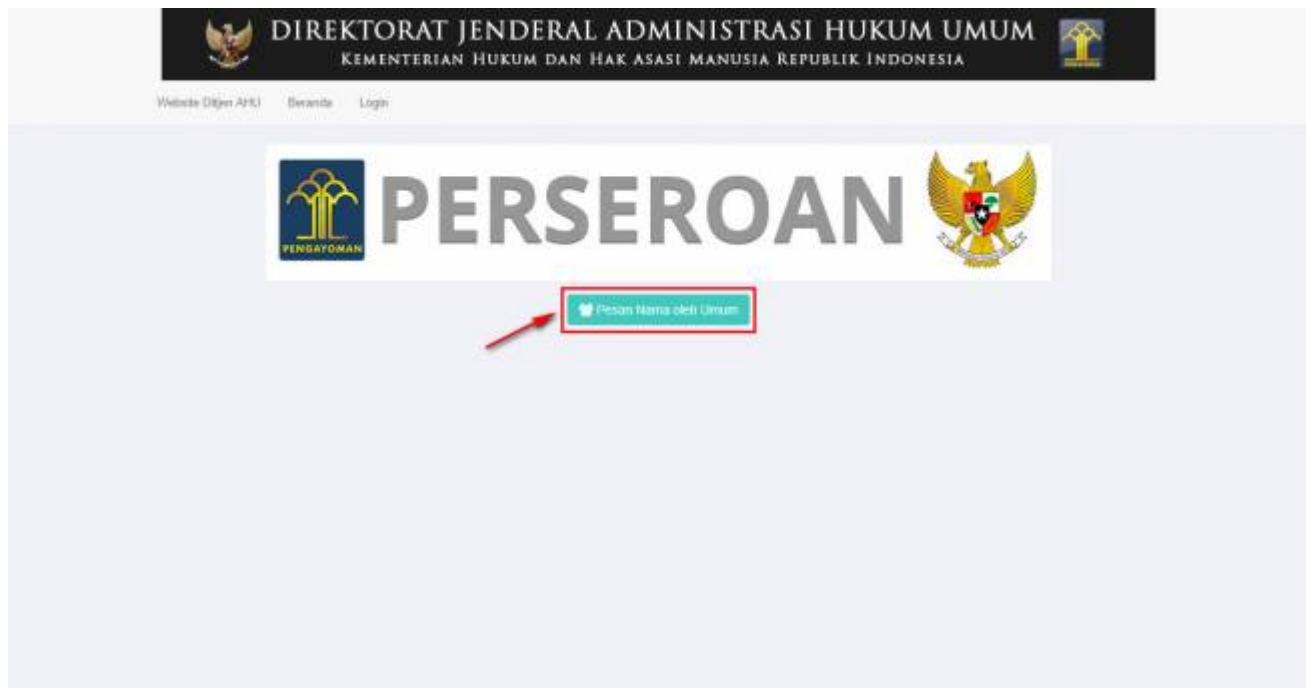 DIREKTORAT JENDERAL ADMINISTRASI HUKUM UMUM
KEMENTERIAN HUKUM DAN HAK ASASI MANUSIA REPUBLIK INDONESIA
Website Ditjen AHU Beranda Login
PERSEROAN
PENGAYOMAN
Pesan Nama oleh Umum